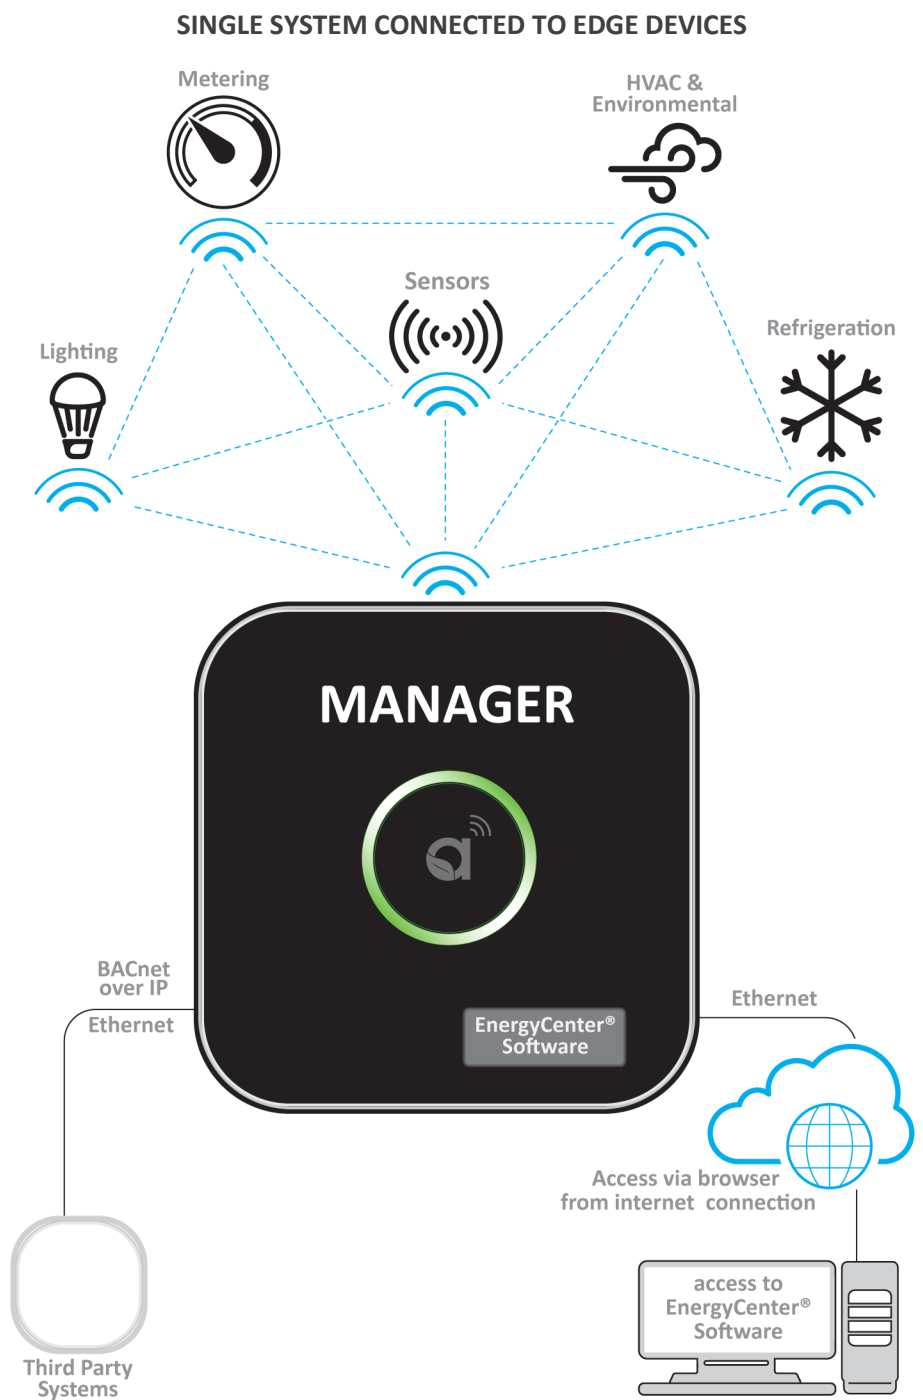 SINGLE SYSTEM CONNECTED TO EDGE DEVICES
Metering
HVAC &
Environmental
Sensors
Lighting
Refrigeration
MANAGER
a
BACnet
over IP
Ethernet
EnergyCenter®
Software
Ethernet
Access via browser
from internet connection
access to
EnergyCenter®
Software
Third Party
Systems